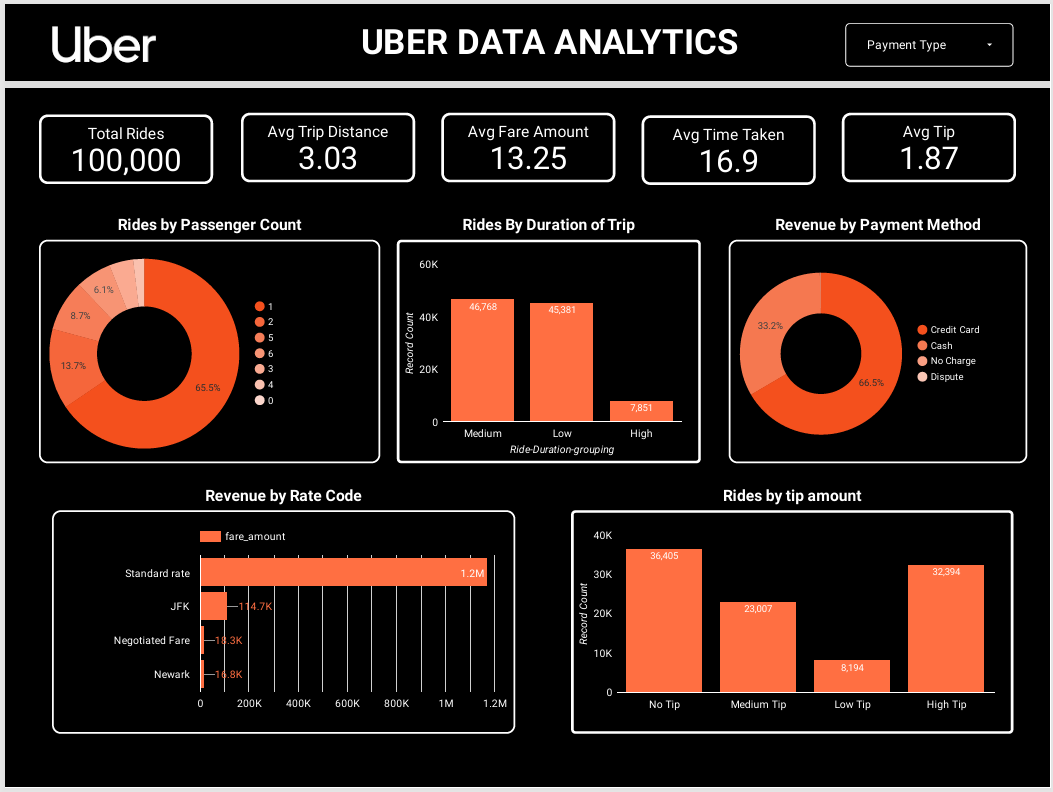 Uber
UBER DATA ANALYTICS
Payment Type
Total Rides
100,000
Avg Trip Distance
3.03
Avg Fare Amount
13.25
Avg Time Taken
16.9
Avg Tip
1.87
Rides by Passenger Count
6.1%
8.7%
13.7%
65.5%
1
2
5
6
3
4
0
Rides By Duration of Trip
Record Count
60K
40K
20K
0
46,768
45,381
7,851
Medium Low High
Ride-Duration-grouping
Revenue by Payment Method
33.2%
66.5%
Credit Card
Cash
No Charge
Dispute
Revenue by Rate Code
fare_amount
Standard rate 1.2M
JFK 114.7K
Negotiated Fare 18.3K
Newark 16.8K
0 200K 400K 600K 800K 1M 1.2M
Rides by tip amount
Record Count
40K
30K
20K
10K
0
36,405
23,007
8,194
32,394
No Tip Medium Tip Low Tip High Tip